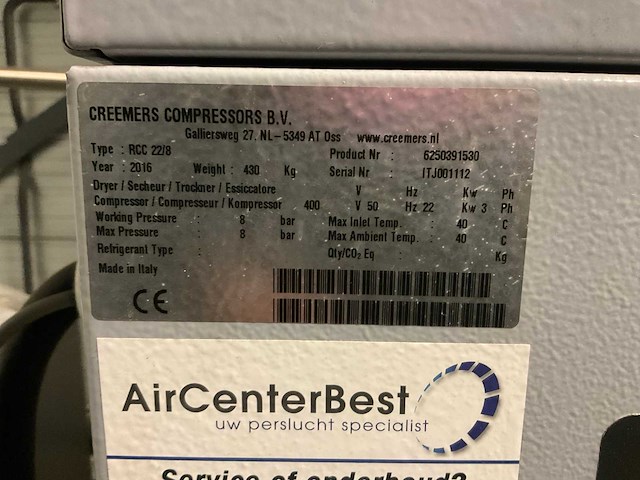 CREEMERS COMPRESSORS B.V.
Galliersweg 27. NL-5349 AT Oss www.creemers.nl
Type : RCC 22/8 Product Nr : 6250391530
Year : 2016 Weight : 430 Kg Serial Nr : ITJ001112
Dryer / Secheur / Trockner / Essiccatore V Hz Kw Ph
Compressor / Compresseur / Kompressor 400 V 50 Hz 22 Kw 3 Ph
Working Pressure : 8 bar Max Inlet Temp. : 40 C
Max Pressure : 8 bar Max Ambient Temp. : 40 C
Refrigerant Type : Qty/CO₂ Eq : Kg
Made in Italy
CE
AirCenterBest
uw perslucht specialist
Service of onderhoud?